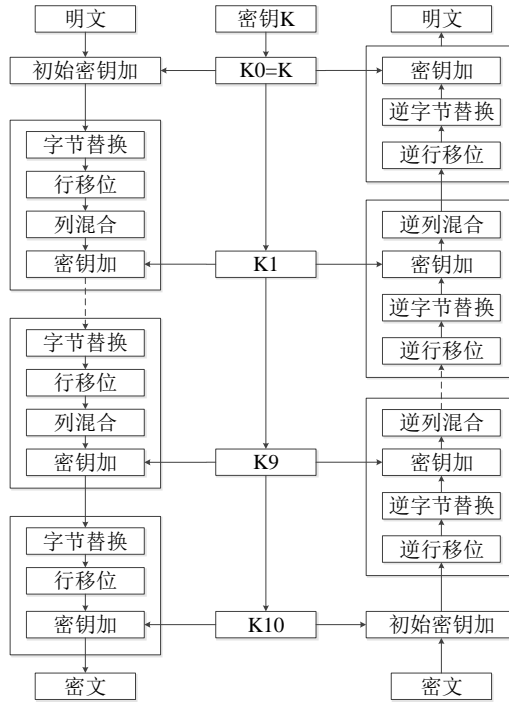 明文
密钥K
明文
初始密钥加
K0=K
密钥加
逆字节替换
逆行移位
字节替换
行移位
列混合
密钥加
K1
逆列混合
密钥加
逆字节替换
逆行移位
字节替换
行移位
列混合
密钥加
K9
逆列混合
密钥加
逆字节替换
逆行移位
字节替换
行移位
密钥加
K10
初始密钥加
密文
密文